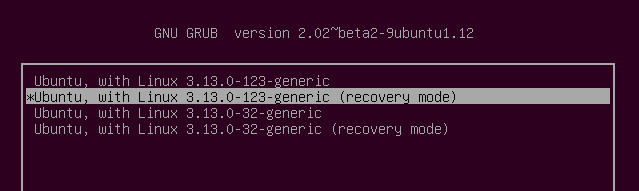 GNU GRUB  version 2.02~beta2-9ubuntu1.12
Ubuntu, with Linux 3.13.0-123-generic
*Ubuntu, with Linux 3.13.0-123-generic (recovery mode)
Ubuntu, with Linux 3.13.0-32-generic
Ubuntu, with Linux 3.13.0-32-generic (recovery mode)